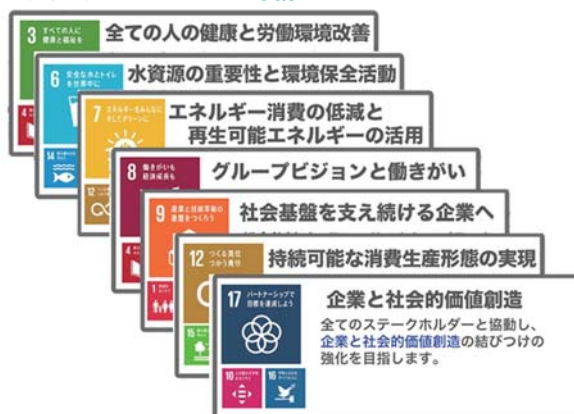 3 すべての人に
健康と福祉を
全ての人の健康と労働環境改善
4
6 安全な水とトイレ
を世界中に
水資源の重要性と環境保全活動
14
7 エネルギーをみんなに
そしてクリーンに
エネルギー消費の低減と
再生可能エネルギーの活用
12
8 働きがいも
経済成長も
グループビジョンと働きがい
4
9 産業と技術革新の
基盤をつくろう
社会基盤を支え続ける企業へ
1
12 つくる責任
つかう責任
持続可能な消費生産形態の実現
15
17 パートナーシップで
目標を達成しよう
企業と社会的価値創造
全てのステークホルダーと協動し、
企業と社会的価値創造の結びつけの
強化を目指します。
10
16